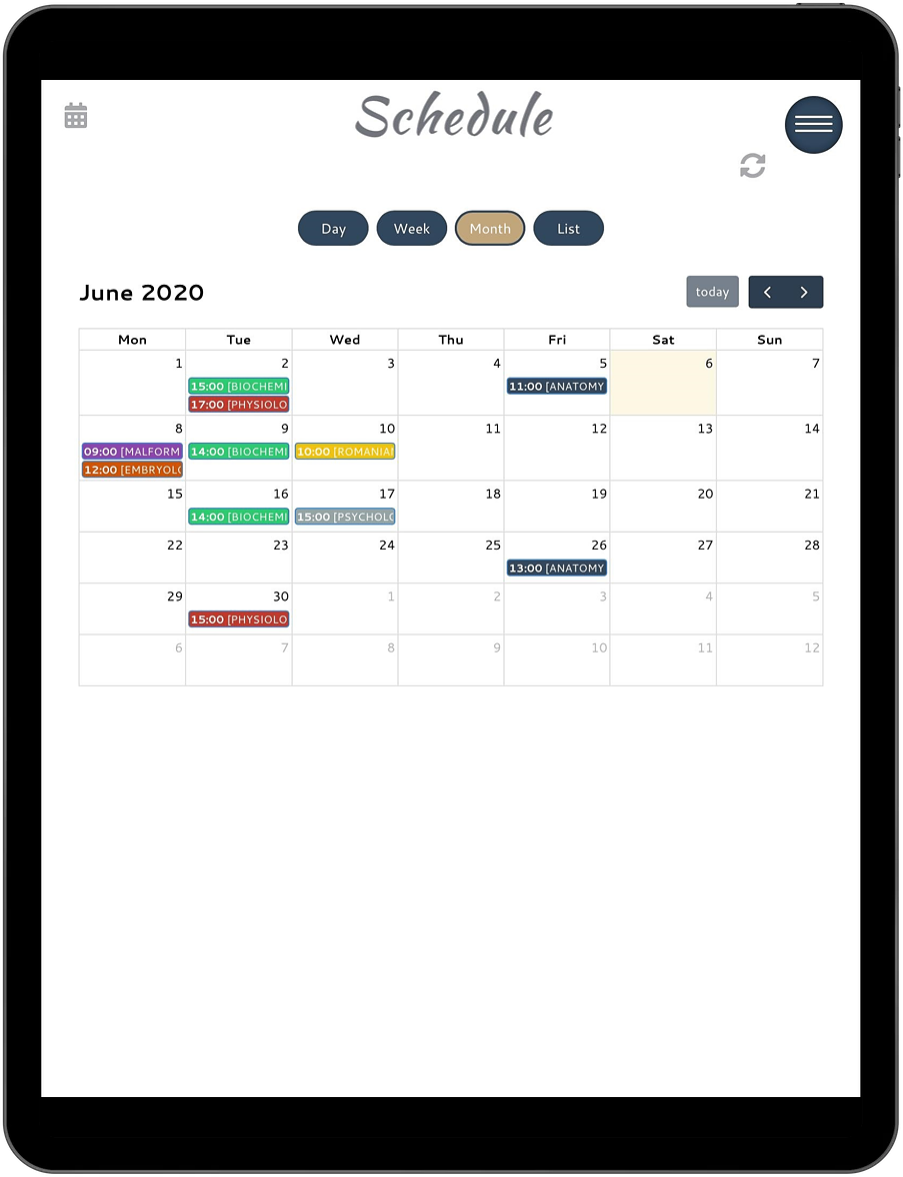 Schedule
Day Week Month List
June 2020
today
Mon Tue Wed Thu Fri Sat Sun
1 2 3 4 5 6 7
15:00 [BIOCHEMI 11:00 [ANATOMY
17:00 [PHYSIOLO
8 9 10 11 12 13 14
09:00 [MALFORM 14:00 [BIOCHEMI 10:00 [ROMANIA
12:00 [EMBRYOL
15 16 17 18 19 20 21
14:00 [BIOCHEMI 15:00 [PSYCHOL
22 23 24 25 26 27 28
13:00 [ANATOMY
29 30 1 2 3 4 5
15:00 [PHYSIOLO
6 7 8 9 10 11 12